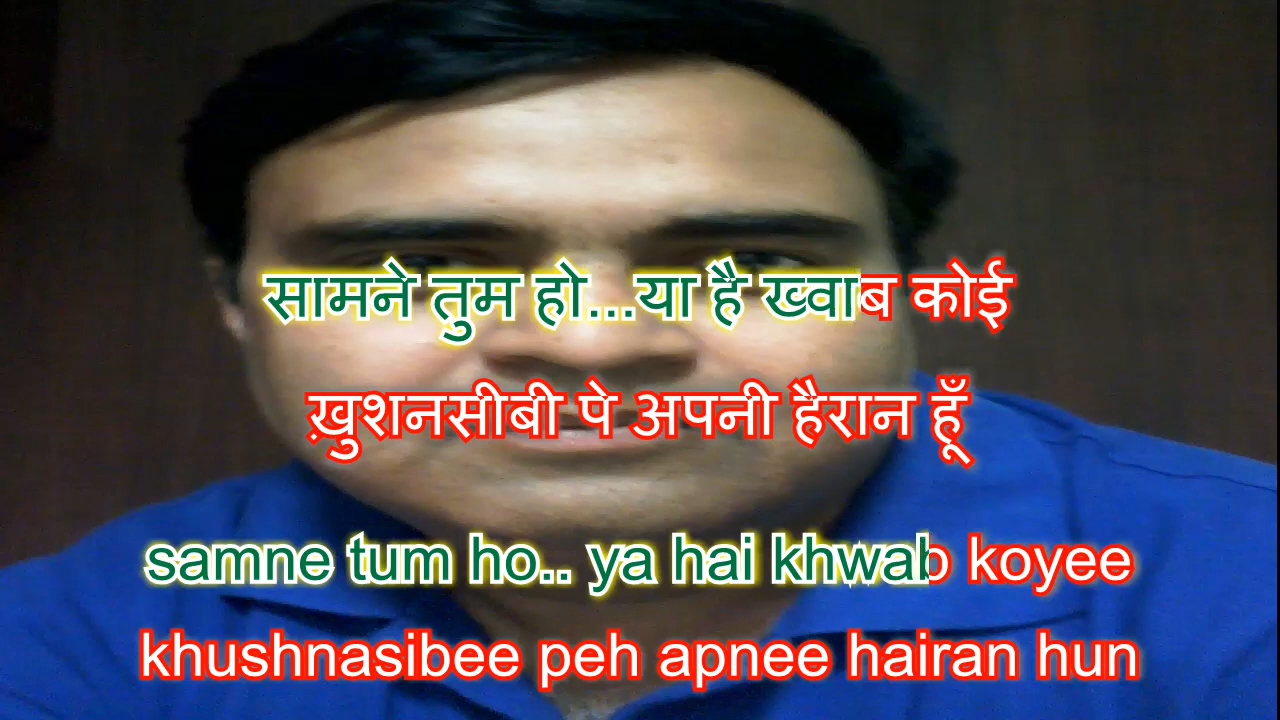 सामने तुम हो...या है ख्वाब कोई
ख़ुशनसीबी पे अपनी हैरान हूँ
samne tum ho.. ya hai khwab koyee
khushnasibee peh apnee hairan hun